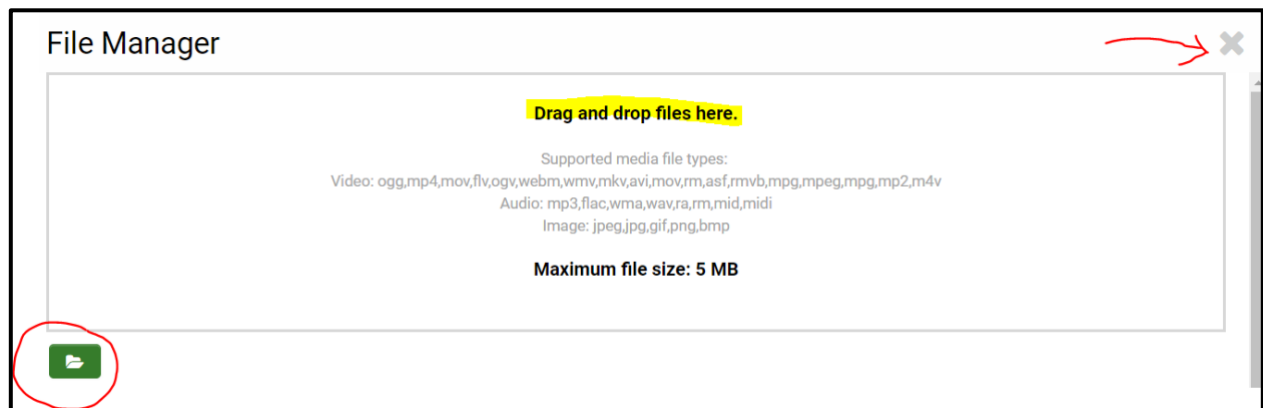 File Manager
Drag and drop files here.
Supported media file types:
Video: ogg,mp4,mov,flv,ogv,webm,wmv,mkv,avi,mov,rm,asf,rmvb,mpg,mpeg,mpg,mp2,m4v
Audio: mp3,flac,wma,wav,ra,rm,mid,midi
Image: jpeg,jpg,gif,png,bmp
Maximum file size: 5 MB